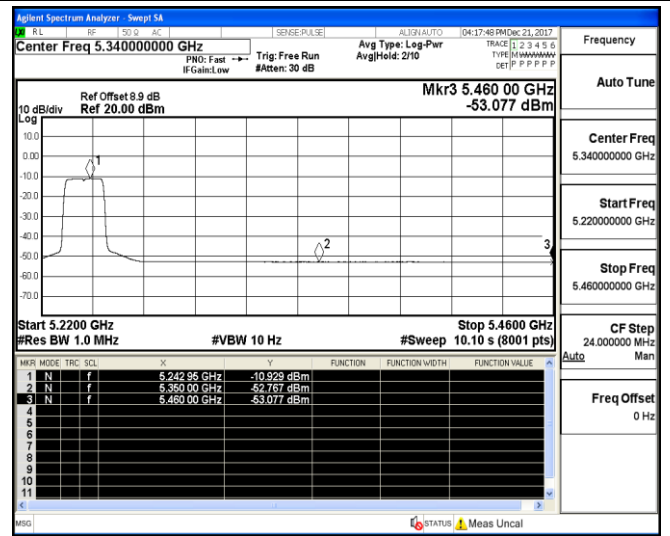 Agilent Spectrum Analyzer - Swept SA
RL RF 50 Ω AC SENSE:PULSE ALIGN AUTO 04:17:48 PM Dec 21, 2017
Center Freq 5.340000000 GHz
PNO: Fast
IFGain:Low
Trig: Free Run
#Atten: 30 dB
Avg Type: Log-Pwr
Avg|Hold: 2/10
TRACE 1 2 3 4 5 6
TYPE MWWWWW
DET P P P P P P
Mkr3 5.460 00 GHz
-53.077 dBm
Ref Offset 8.9 dB
10 dB/div Ref 20.00 dBm
Log
10.0
0.00
-10.0
-20.0
-30.0
-40.0
-50.0
-60.0
-70.0
1
2
3
Start 5.2200 GHz Stop 5.4600 GHz
#Res BW 1.0 MHz #VBW 10 Hz #Sweep 10.10 s (8001 pts)
MKR MODE TRC SCL X Y FUNCTION FUNCTION WIDTH FUNCTION VALUE
1 N f 5.242 95 GHz -10.929 dBm
2 N f 5.350 00 GHz -52.767 dBm
3 N f 5.460 00 GHz -53.077 dBm
4
5
6
7
8
9
10
11
MSG STATUS Meas Uncal
Frequency
Auto Tune
Center Freq
5.340000000 GHz
Start Freq
5.220000000 GHz
Stop Freq
5.460000000 GHz
CF Step
24.000000 MHz
Auto Man
Freq Offset
0 Hz